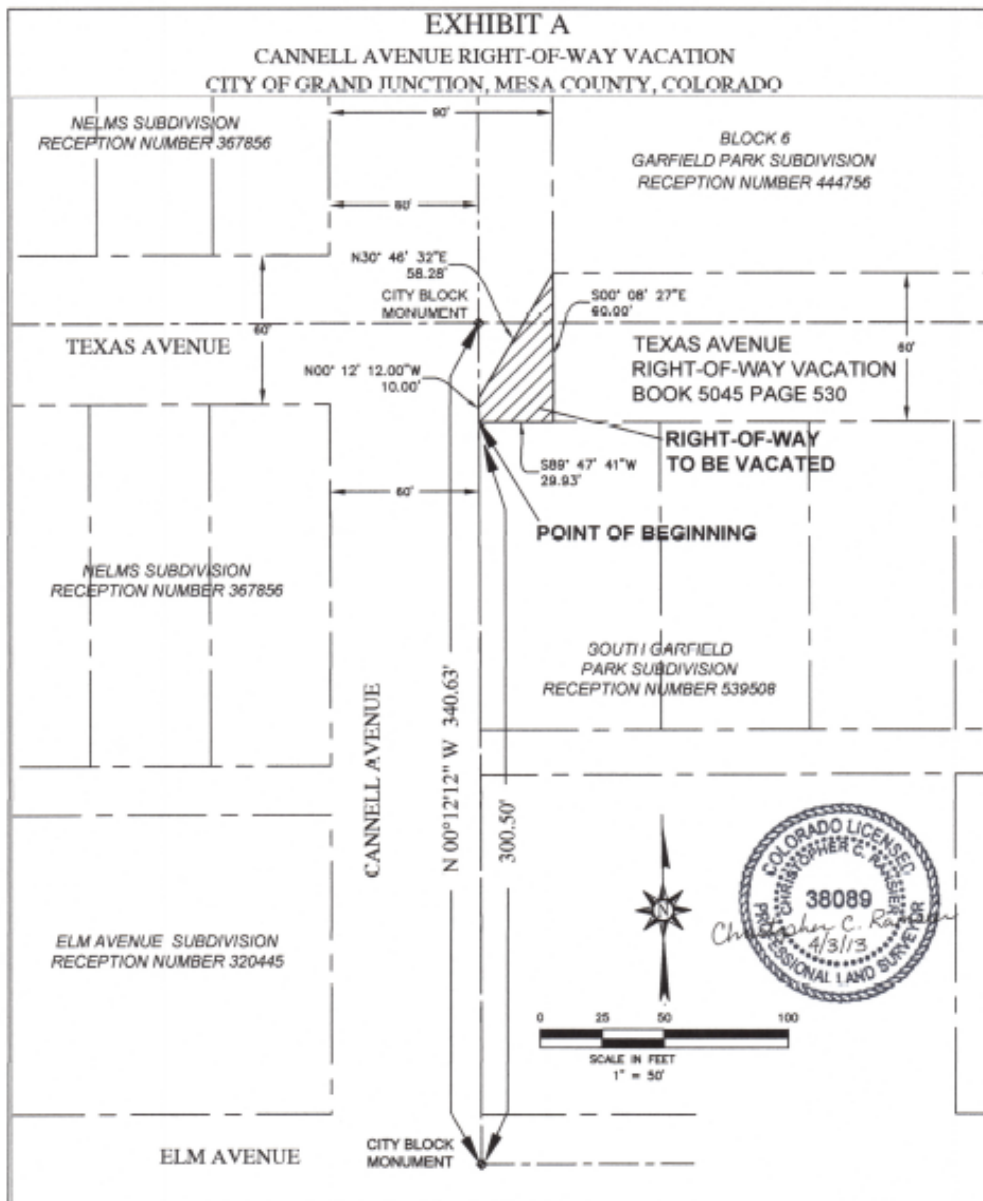 EXHIBIT A
CANNELL AVENUE RIGHT-OF-WAY VACATION
CITY OF GRAND JUNCTION, MESA COUNTY, COLORADO
90'
NELMS SUBDIVISION
RECEPTION NUMBER 367856
BLOCK 6
GARFIELD PARK SUBDIVISION
RECEPTION NUMBER 444756
60'
N30° 46' 32"E
58.28'
CITY BLOCK
MONUMENT
S00° 08' 27"E
60.00'
60'
TEXAS AVENUE
TEXAS AVENUE
RIGHT-OF-WAY VACATION
BOOK 5045 PAGE 530
60'
N00° 12' 12.00"W
10.00'
RIGHT-OF-WAY
TO BE VACATED
S89° 47' 41"W
29.93'
60'
POINT OF BEGINNING
NELMS SUBDIVISION
RECEPTION NUMBER 367856
SOUTH GARFIELD
PARK SUBDIVISION
RECEPTION NUMBER 539508
CANNELL AVENUE
N 00°12'12" W 340.63'
300.50'
N
COLORADO LICENSED
CHRISTOPHER C. RANSIER
38089
Christopher C. Ransier
4/3/13
PROFESSIONAL LAND SURVEYOR
ELM AVENUE SUBDIVISION
RECEPTION NUMBER 320445
0 25 50 100
SCALE IN FEET
1" = 50'
CITY BLOCK
MONUMENT
ELM AVENUE